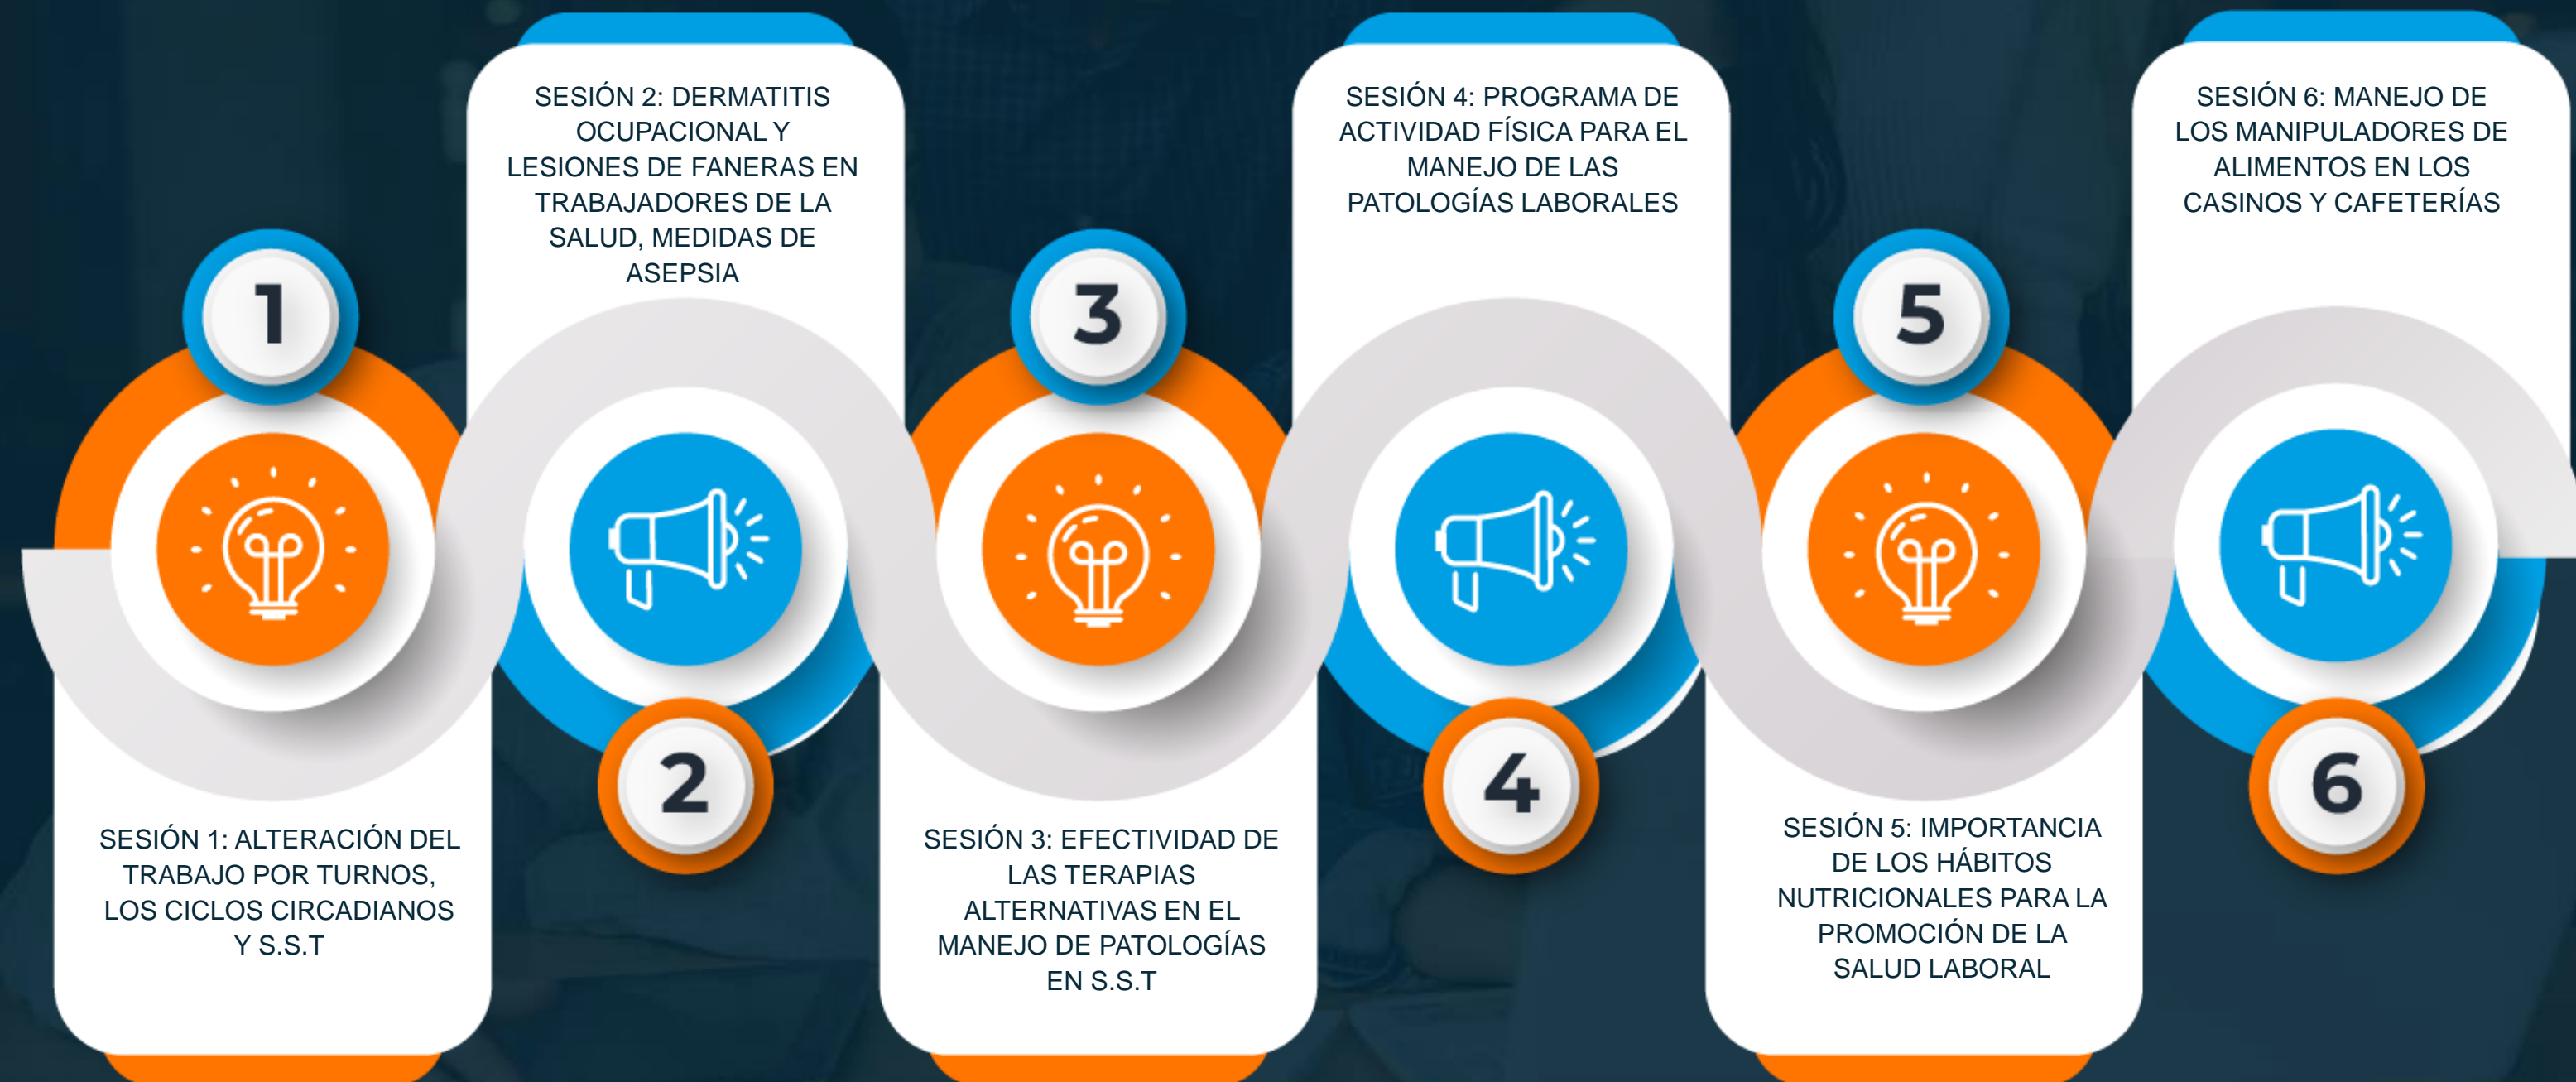 1
SESIÓN 1: ALTERACIÓN DEL
TRABAJO POR TURNOS,
LOS CICLOS CIRCADIANOS
Y S.S.T
SESIÓN 2: DERMATITIS
OCUPACIONAL Y
LESIONES DE FANERAS EN
TRABAJADORES DE LA
SALUD, MEDIDAS DE
ASEPSIA
2
3
SESIÓN 3: EFECTIVIDAD DE
LAS TERAPIAS
ALTERNATIVAS EN EL
MANEJO DE PATOLOGÍAS
EN S.S.T
SESIÓN 4: PROGRAMA DE
ACTIVIDAD FÍSICA PARA EL
MANEJO DE LAS
PATOLOGÍAS LABORALES
4
5
SESIÓN 5: IMPORTANCIA
DE LOS HÁBITOS
NUTRICIONALES PARA LA
PROMOCIÓN DE LA
SALUD LABORAL
SESIÓN 6: MANEJO DE
LOS MANIPULADORES DE
ALIMENTOS EN LOS
CASINOS Y CAFETERÍAS
6